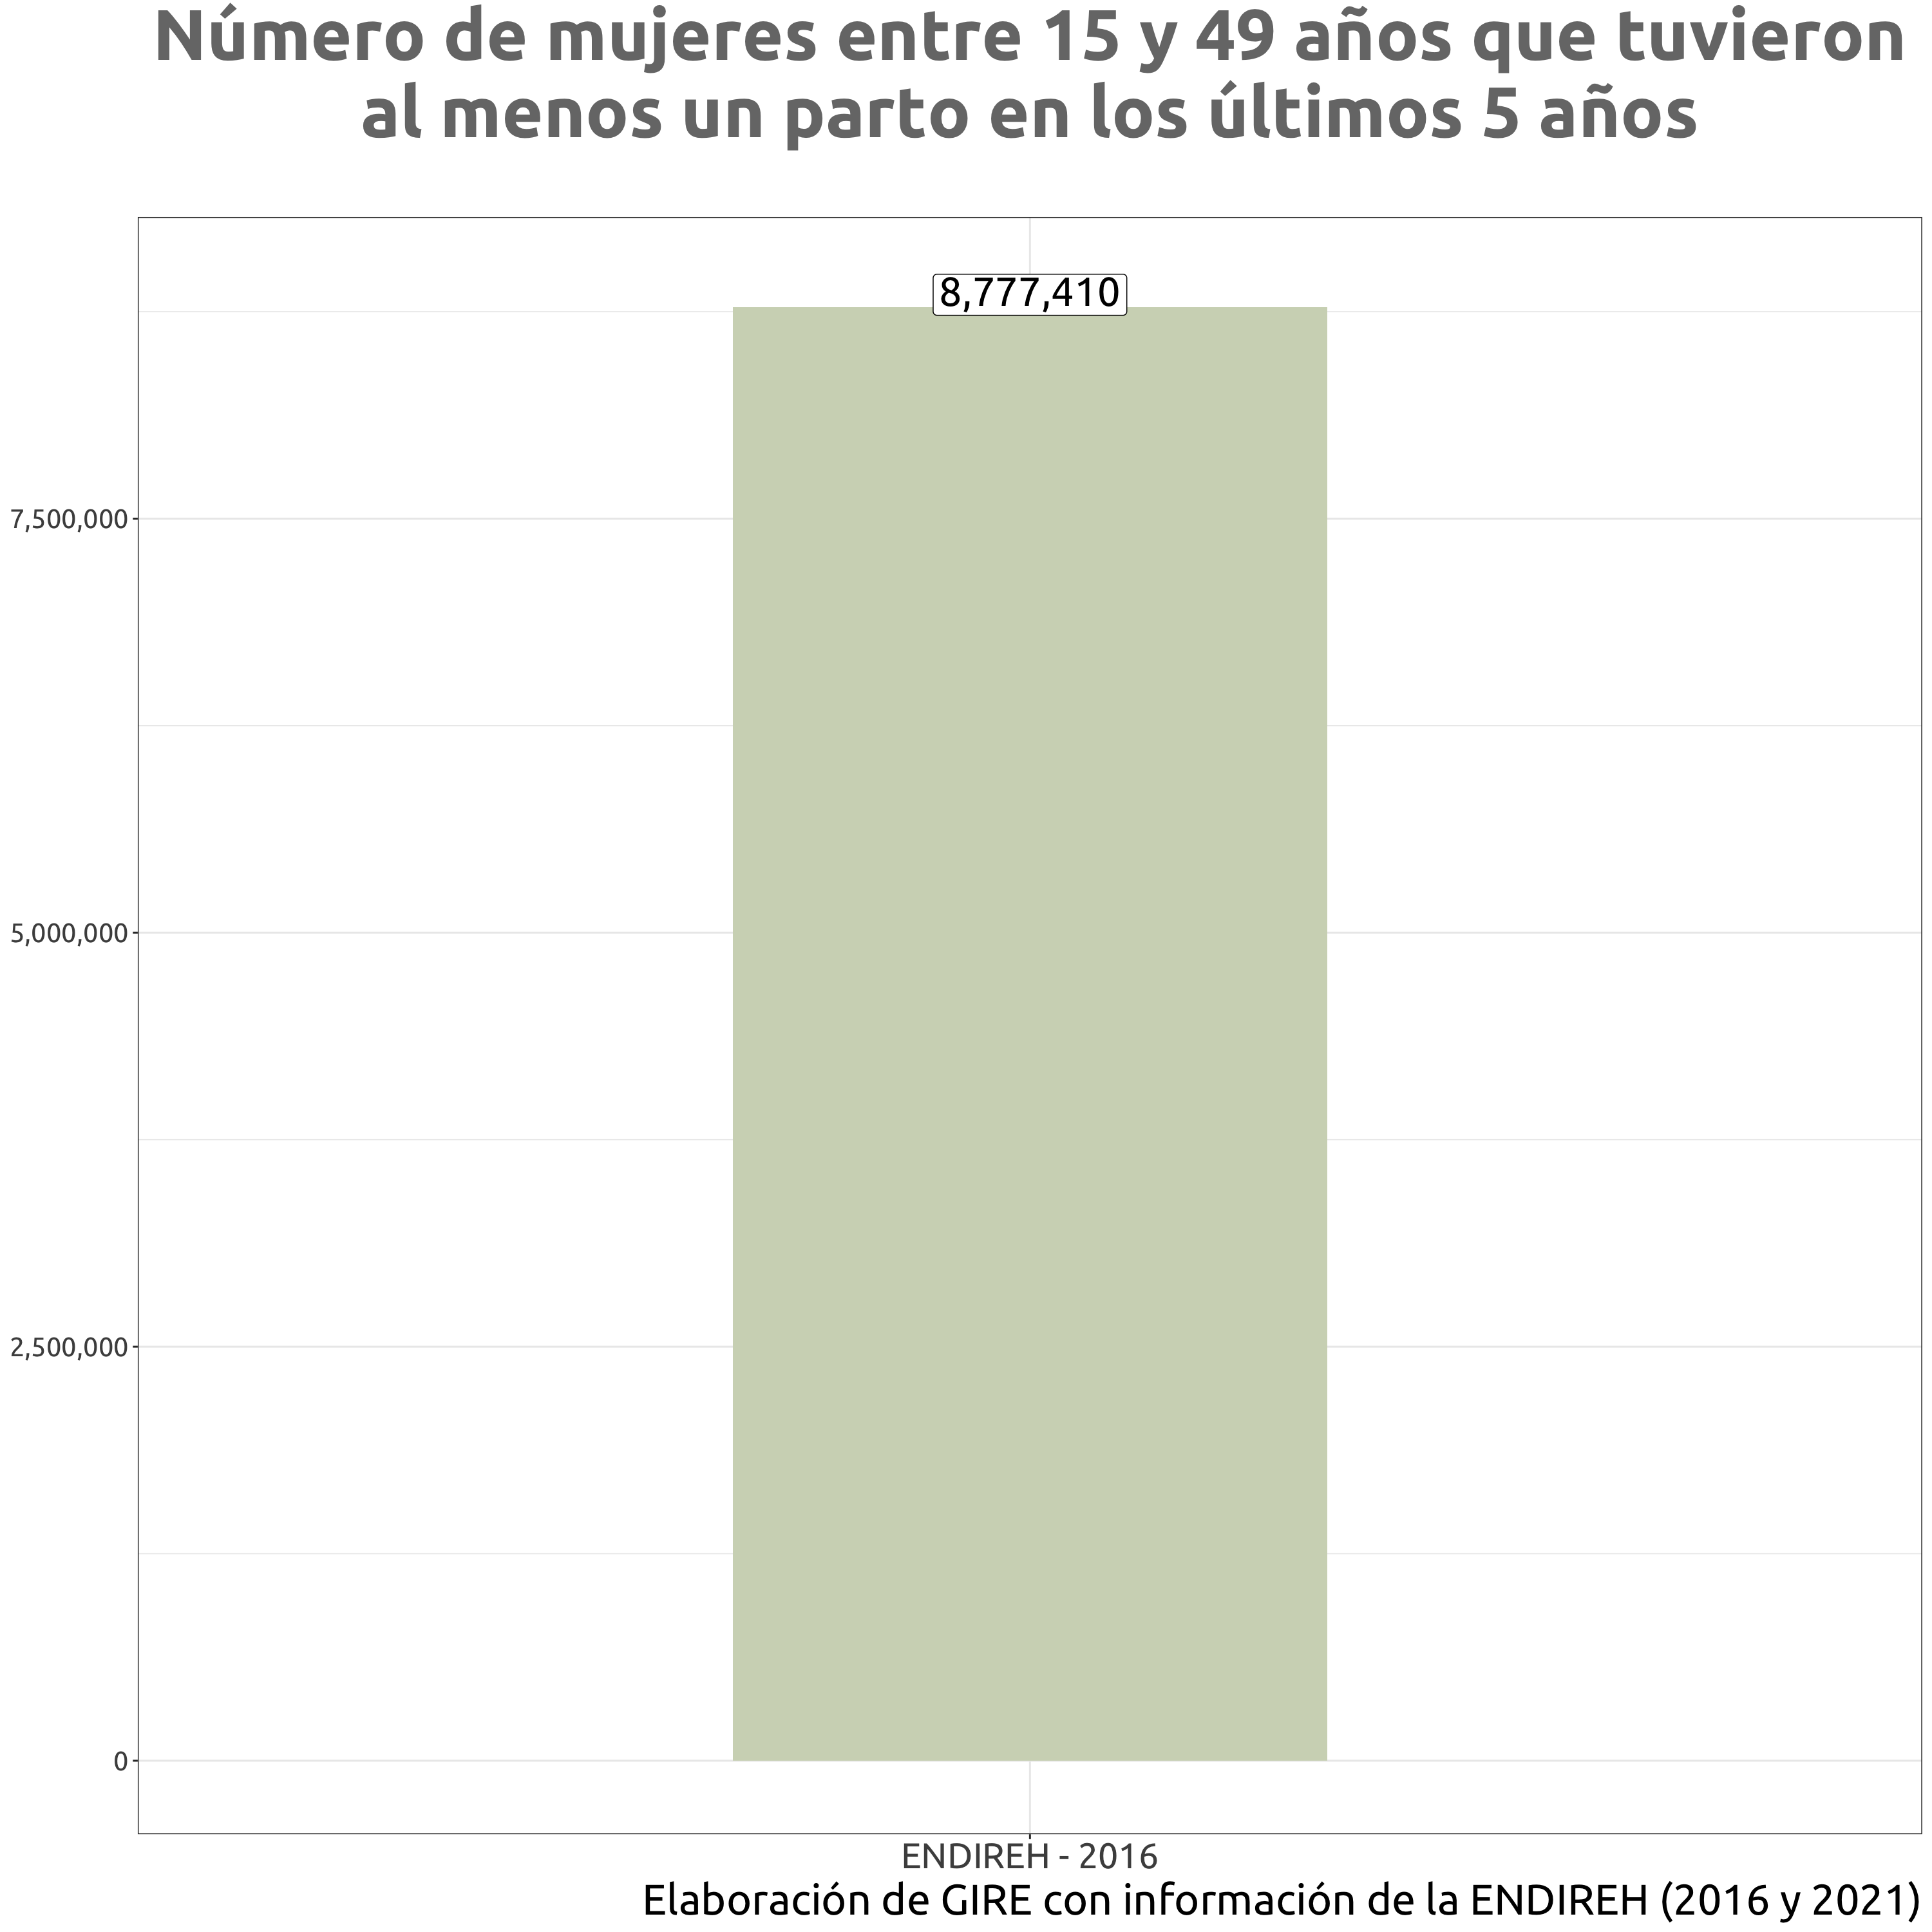 Número de mujeres entre 15 y 49 años que tuvieron
al menos un parto en los últimos 5 años
8,777,410
7,500,000
5,000,000
2,500,000
0
ENDIREH - 2016
Elaboración de GIRE con información de la ENDIREH (2016 y 2021)